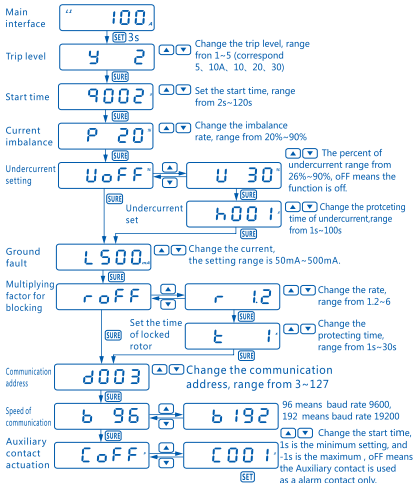 Main
interface
100. A
SET 3s
Trip level
y 2
Change the trip level, range
fron 1~5 (correspond
5、10A、10、20、30)
SURE
Start time
9002 s
Set the start time, range
from 2s~120s
SURE
Current
imbalance
P 20 %
Change the imbalance
rate, range from 20%~90%
SURE
Undercurrent
setting
UoFF %
U 30 %
The percent of
undercurrent range from
26%~90%, oFF means the
function is off.
SURE
SURE
Undercurrent
set
h001 s
Change the protceting
time of undercurrent,range
from 1s~100s
SURE
Ground
fault
L500 mA
Change the current,
the setting range is 50mA~500mA.
SURE
Multiplying
factor for
blocking
roFF
r 1.2
Change the rate,
range from 1.2~6
SURE
SURE
Set the time
of locked
rotor
t 1 s
Change the
protecting time,
range from 1s~30s
SURE
Communication
address
d003
Change the communication
address, range from 3~127
SURE
Speed of
communication
b 96
b 192
96 means baud rate 9600,
192 means baud rate 19200
SURE
Auxiliary
contact
actuation
CoFF s
C001 s
SET
Change the start time,
1s is the minimum setting, and
-1s is the maximum , oFF means
the Auxiliary contact is used
as a alarm contact only.